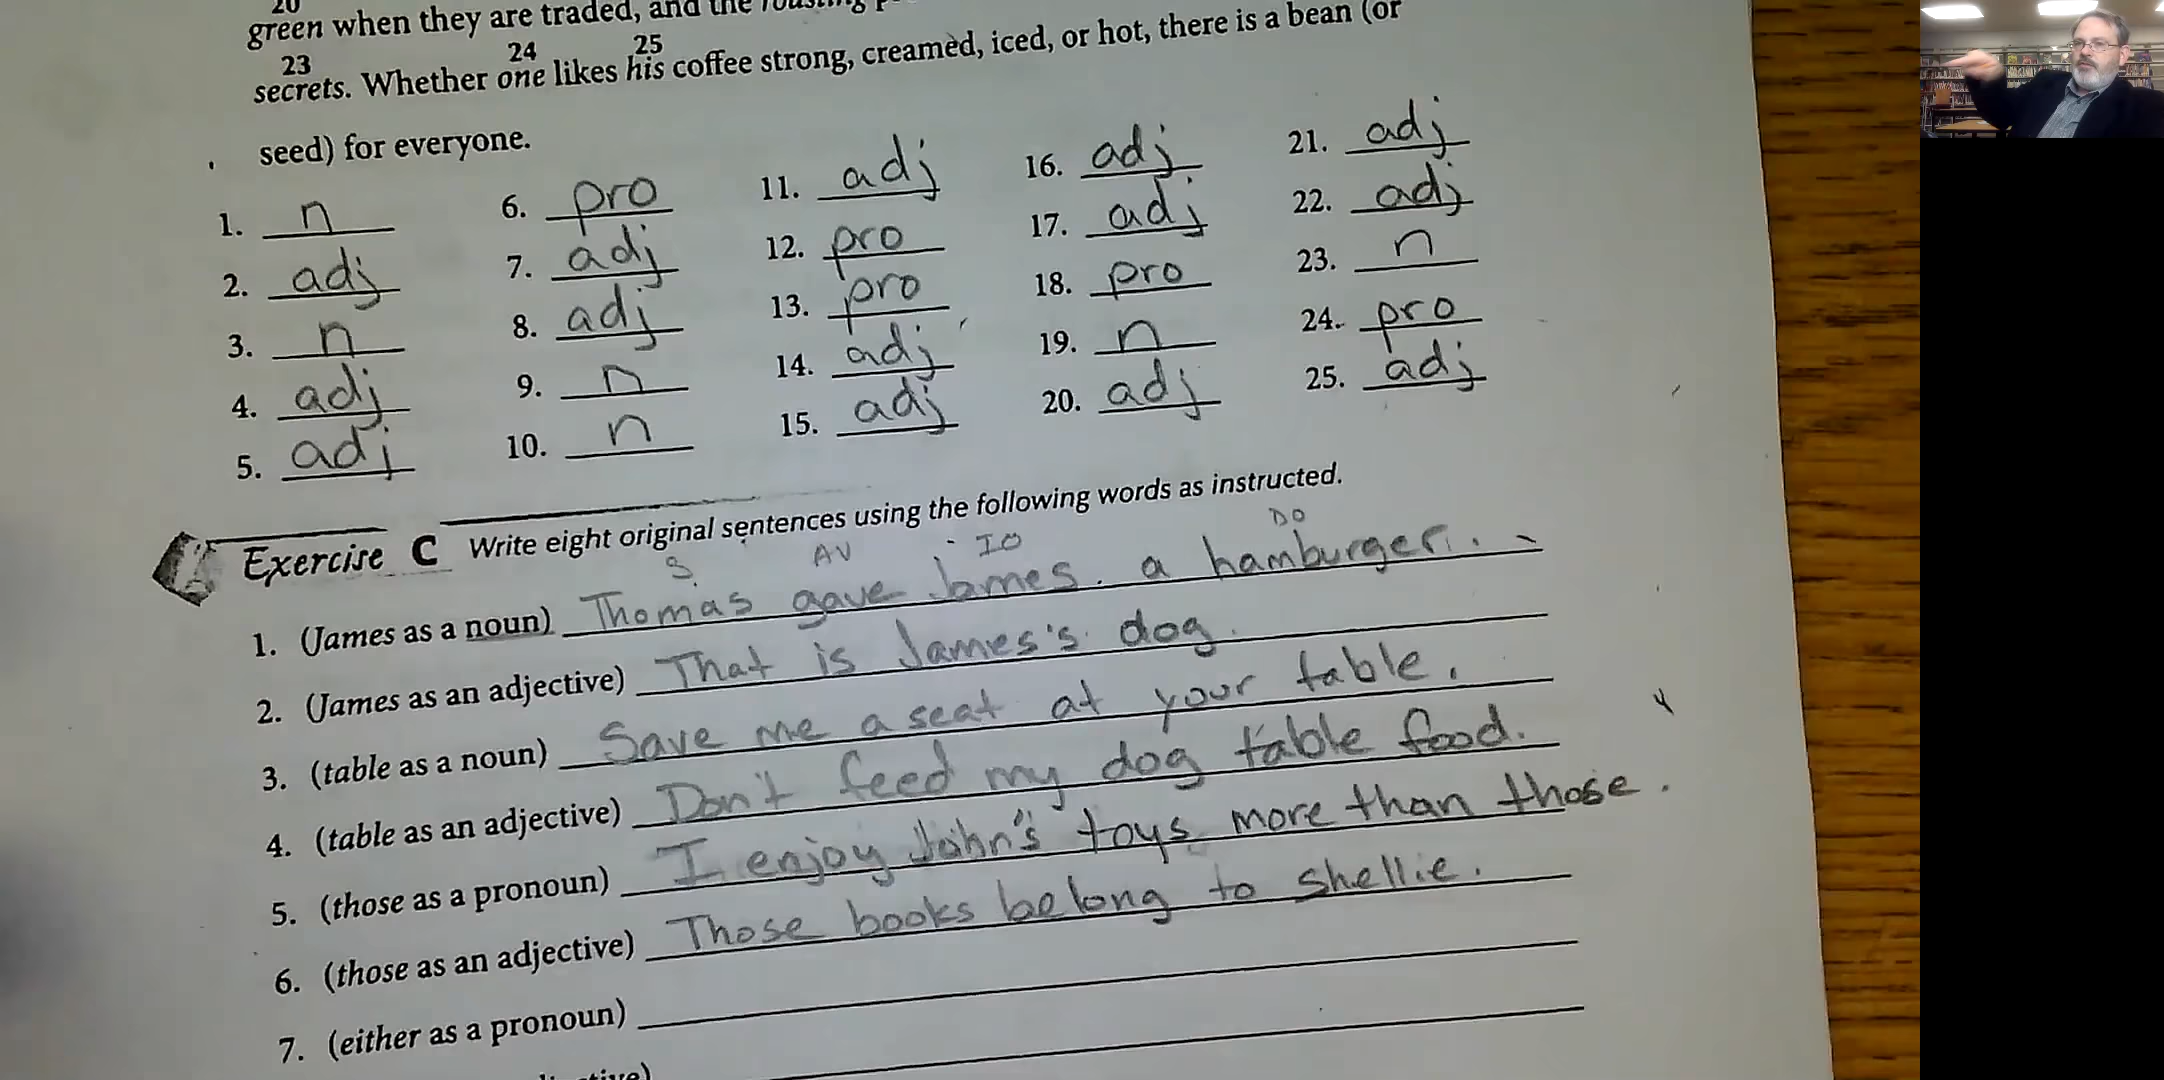 20
green when they are traded, and the roasting
23 24 25
secrets. Whether one likes his coffee strong, creamed, iced, or hot, there is a bean (or
seed) for everyone.
1. n
2. adj
3. n
4. adj
5. adj
6. pro
7. adj
8. adj
9. n
10. n
11. adj
12. pro
13. pro
14. adj
15. adj
16. adj
17. adj
18. pro
19. n
20. adj
21. adj
22. adj
23. n
24. pro
25. adj
Exercise C Write eight original sentences using the following words as instructed.
S AV IO DO
1. (James as a noun) Thomas gave James a hamburger.
2. (James as an adjective) That is James's dog.
3. (table as a noun) Save me a seat at your table.
4. (table as an adjective) Don't feed my dog table food.
5. (those as a pronoun) I enjoy John's toys more than those.
6. (those as an adjective) Those books belong to Shellie.
7. (either as a pronoun)